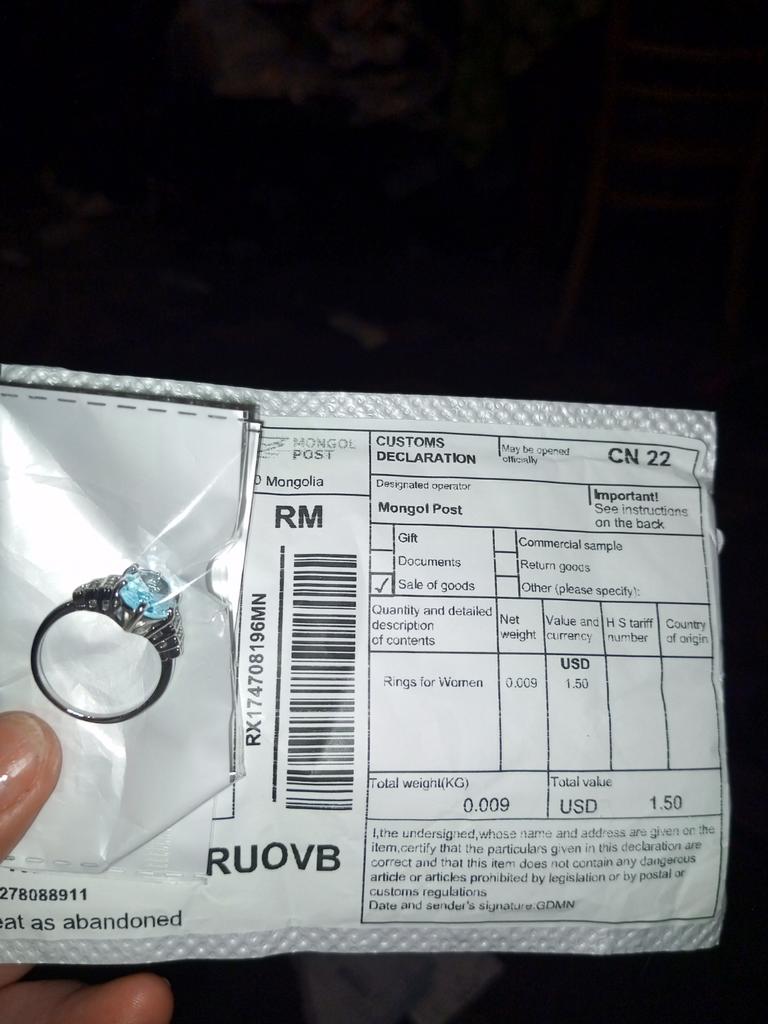 MONGOL
POST
Mongolia
RM
RX174708196MN
RUOVB
278088911
eat as abandoned
CUSTOMS
DECLARATION
May be opened
officially
CN 22
Designated operator
Mongol Post
Important!
See instructions
on the back
Gift
Commercial sample
Documents
Return goods
✓ Sale of goods
Other (please specify):
Quantity and detailed
description
of contents
Net
weight
Value and
currency
H S tariff
number
Country
of origin
USD
Rings for Women 0.009 1.50
Total weight(KG)
0.009
Total value
USD 1.50
I,the undersigned,whose name and address are given on the
item,certify that the particulars given in this declaration are
correct and that this item does not contain any dangerous
article or articles prohibited by legislation or by postal or
customs regulations
Date and sender's signature:GDMN